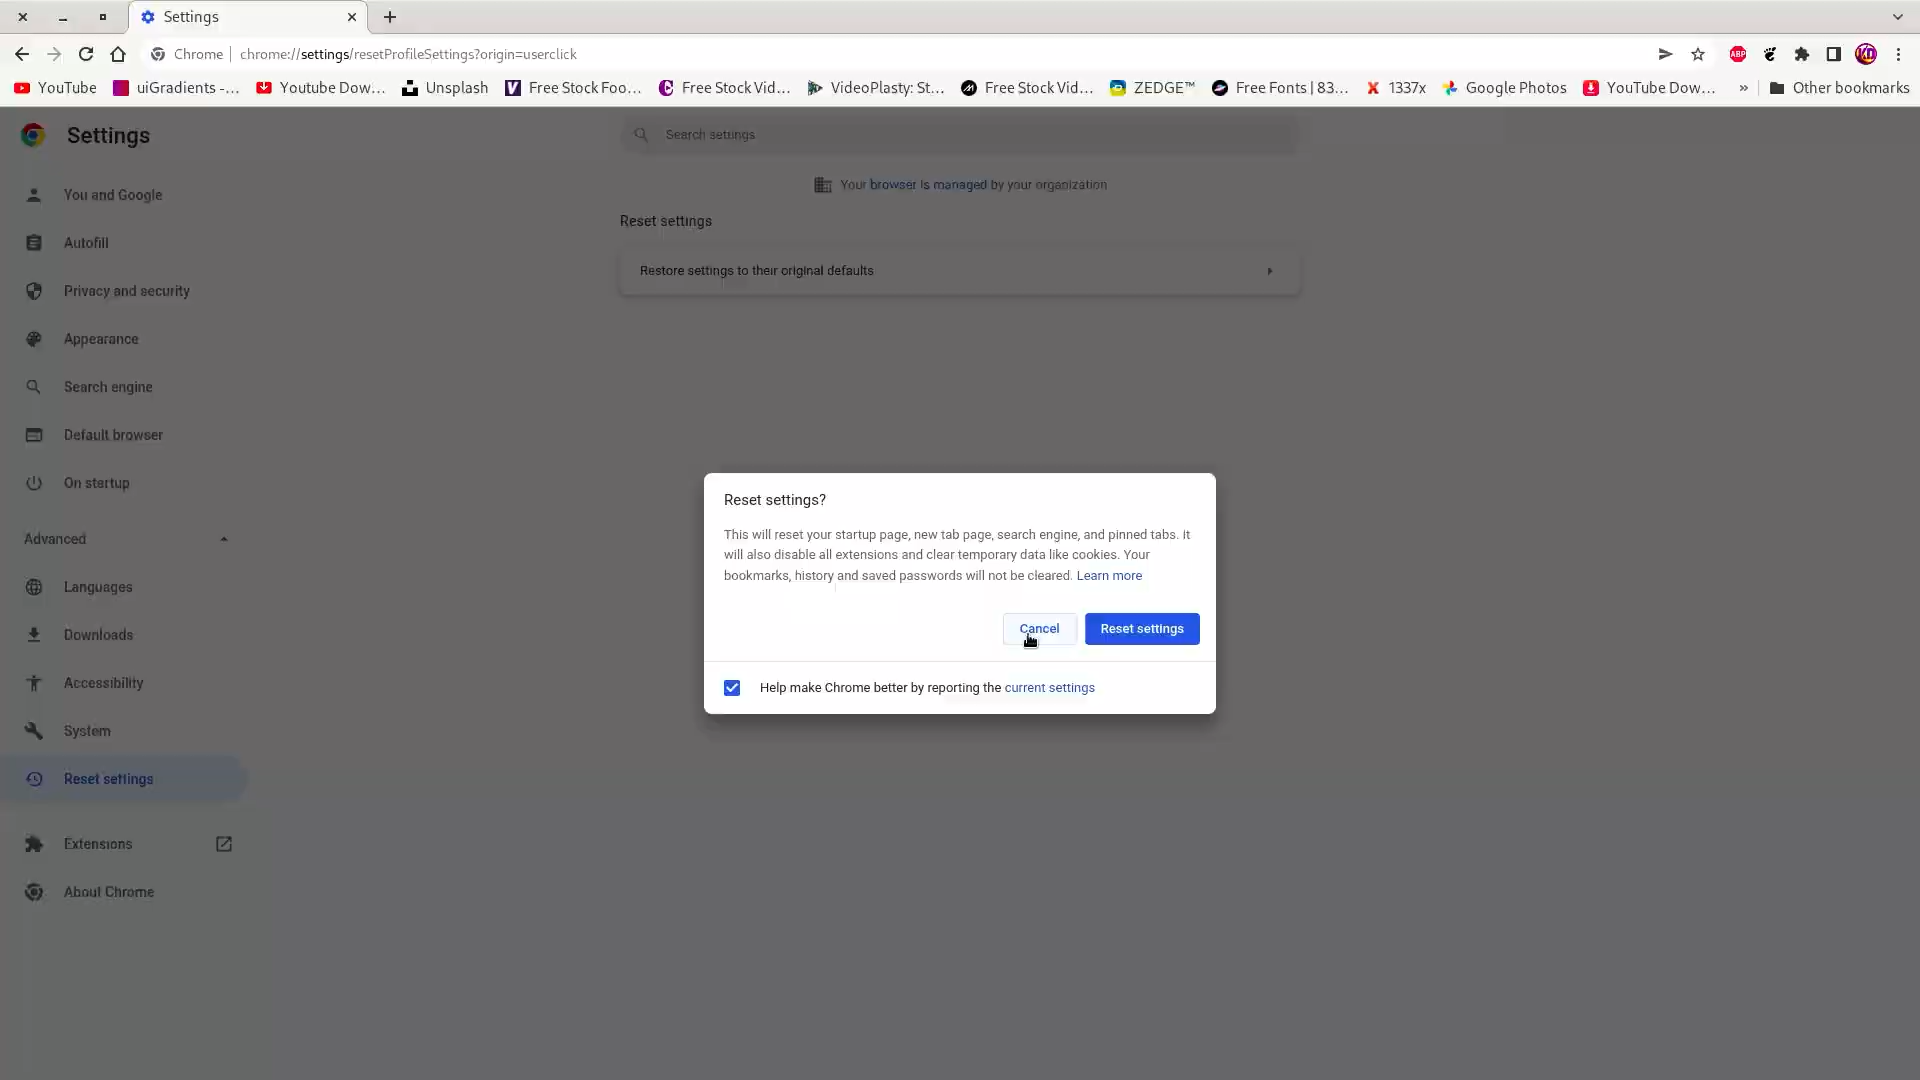 Settings
Chrome
chrome://settings/resetProfileSettings?origin=userclick
YouTube
uiGradients -...
Youtube Dow...
Unsplash
Free Stock Foo...
Free Stock Vid...
VideoPlasty: St...
Free Stock Vid...
ZEDGE™
Free Fonts | 83...
1337x
Google Photos
YouTube Dow...
»
Other bookmarks
ABP
Settings
Search settings
Your browser is managed by your organization
You and Google
Autofill
Privacy and security
Appearance
Search engine
Default browser
On startup
Advanced
Languages
Downloads
Accessibility
System
Reset settings
Extensions
About Chrome
Reset settings
Restore settings to their original defaults
Reset settings?
This will reset your startup page, new tab page, search engine, and pinned tabs. It
will also disable all extensions and clear temporary data like cookies. Your
bookmarks, history and saved passwords will not be cleared. Learn more
Cancel
Reset settings
Help make Chrome better by reporting the current settings